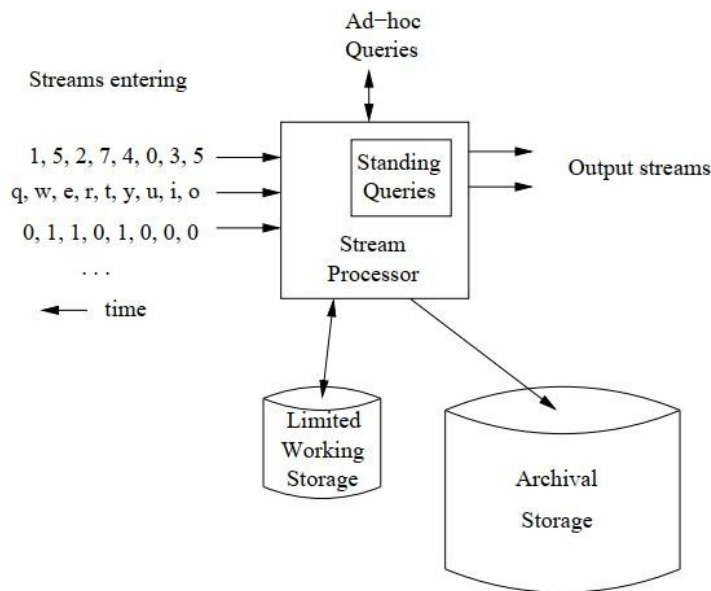 Ad−hoc
Queries
Streams entering
1, 5, 2, 7, 4, 0, 3, 5
q, w, e, r, t, y, u, i, o
0, 1, 1, 0, 1, 0, 0, 0
. . .
time
Standing
Queries
Stream
Processor
Output streams
Limited
Working
Storage
Archival
Storage